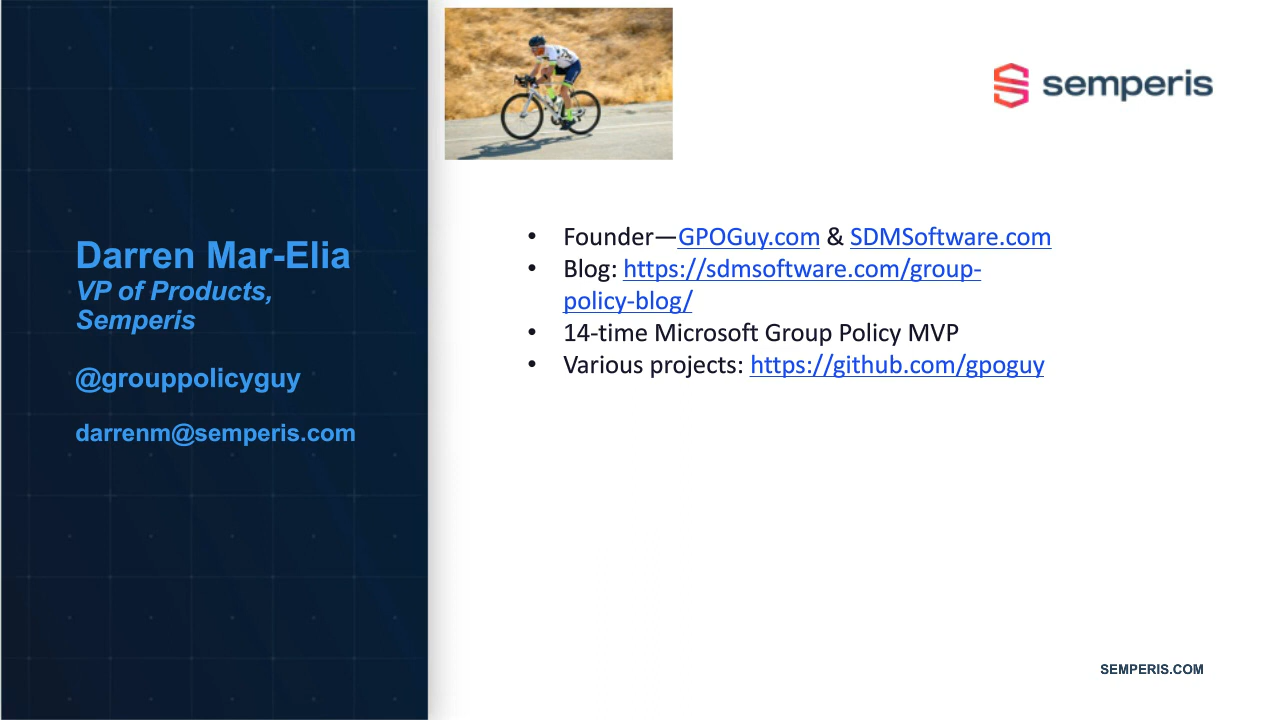 semperis
Darren Mar-Elia
VP of Products,
Semperis
@grouppolicyguy
darrenm@semperis.com
• Founder—GPOGuy.com & SDMSoftware.com
• Blog: https://sdmsoftware.com/group-
policy-blog/
• 14-time Microsoft Group Policy MVP
• Various projects: https://github.com/gpoguy
SEMPERIS.COM